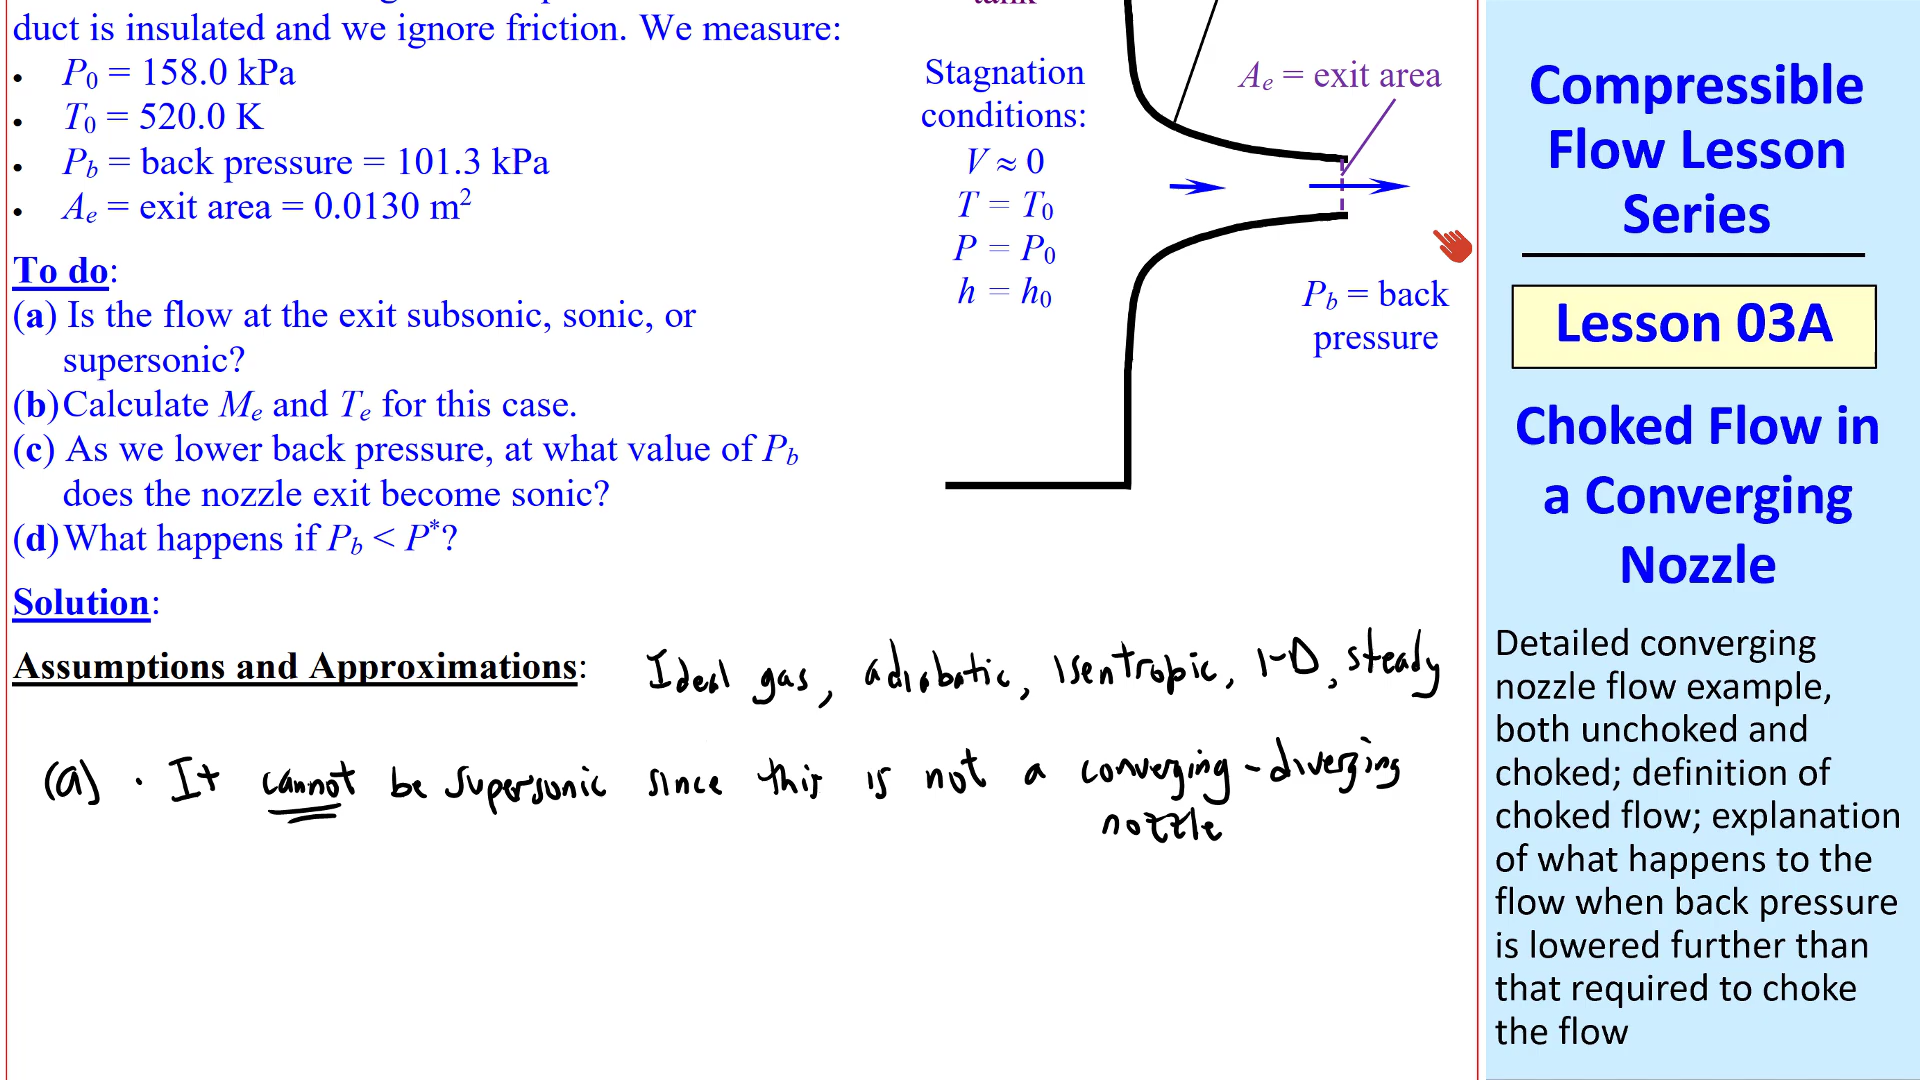 duct is insulated and we ignore friction. We measure:
• P0 = 158.0 kPa
• T0 = 520.0 K
• Pb = back pressure = 101.3 kPa
• Ae = exit area = 0.0130 m²
To do:
(a) Is the flow at the exit subsonic, sonic, or
supersonic?
(b) Calculate Me and Te for this case.
(c) As we lower back pressure, at what value of Pb
does the nozzle exit become sonic?
(d) What happens if Pb < P*?
Solution:
Assumptions and Approximations: Ideal gas, adiabatic, isentropic, 1-D, steady
(a) · It cannot be supersonic since this is not a converging-diverging
nozzle
tank
Stagnation
conditions:
V ≈ 0
T = T0
P = P0
h = h0
Ae = exit area
Pb = back
pressure
Compressible
Flow Lesson
Series
Lesson 03A
Choked Flow in
a Converging
Nozzle
Detailed converging
nozzle flow example,
both unchoked and
choked; definition of
choked flow; explanation
of what happens to the
flow when back pressure
is lowered further than
that required to choke
the flow